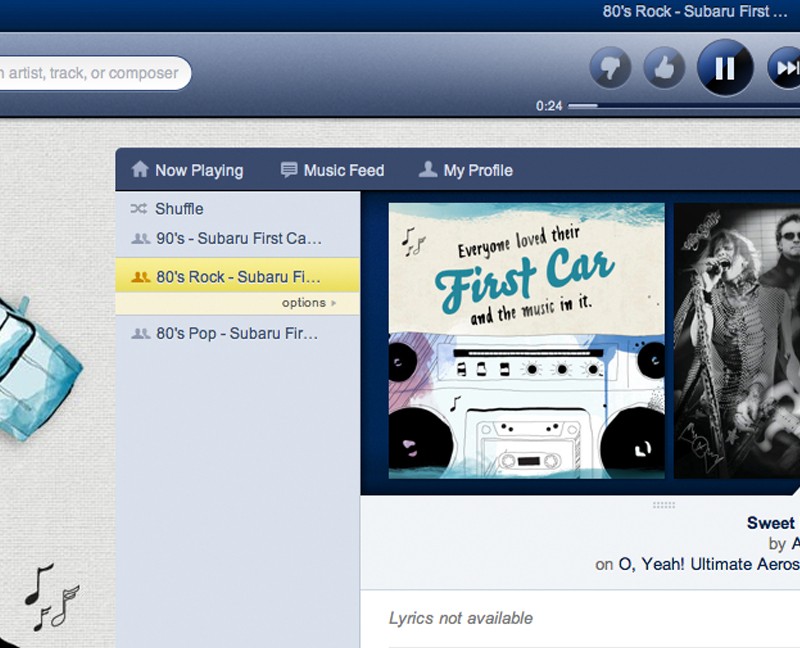 80's Rock - Subaru First ...
artist, track, or composer
0:24
Now Playing
Music Feed
My Profile
Shuffle
90's - Subaru First Ca...
80's Rock - Subaru Fi...
options
80's Pop - Subaru Fir...
Everyone loved their
First Car
and the music in it.
Sweet
by A
on O, Yeah! Ultimate Aeros
Lyrics not available